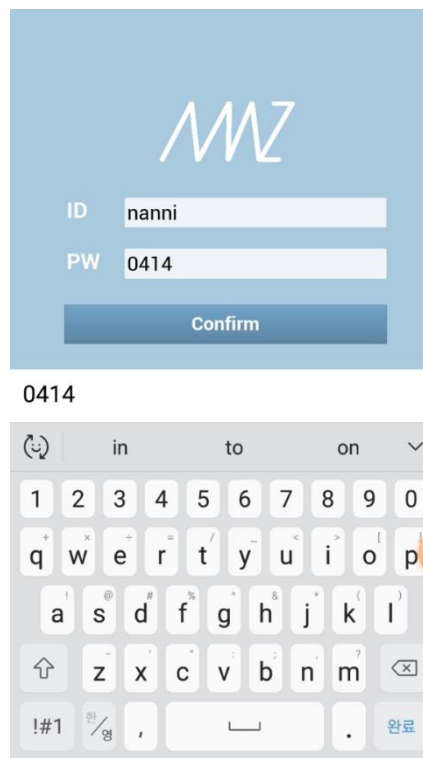 ID nanni
PW 0414
Confirm
0414
in to on
1 2 3 4 5 6 7 8 9 0
q w e r t y u i o p
a s d f g h j k l
z x c v b n m
!#1 한/영 , . 완료